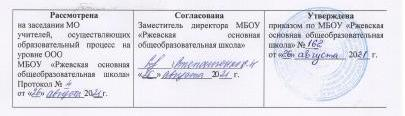 Рассмотрена
на заседании МО
учителей, осуществляющих
образовательный процесс на
уровне ООО
МБОУ «Ржевская основная
общеобразовательная школа»
Протокол № 4
от «26» августа 2021 г.
Согласована
Заместитель директора МБОУ
«Ржевская основная
общеобразовательная школа»
«26» августа 2021 г.
Утверждена
приказом по МБОУ «Ржевская
основная общеобразовательная
школа» № 162
от «26» августа 2021 г.